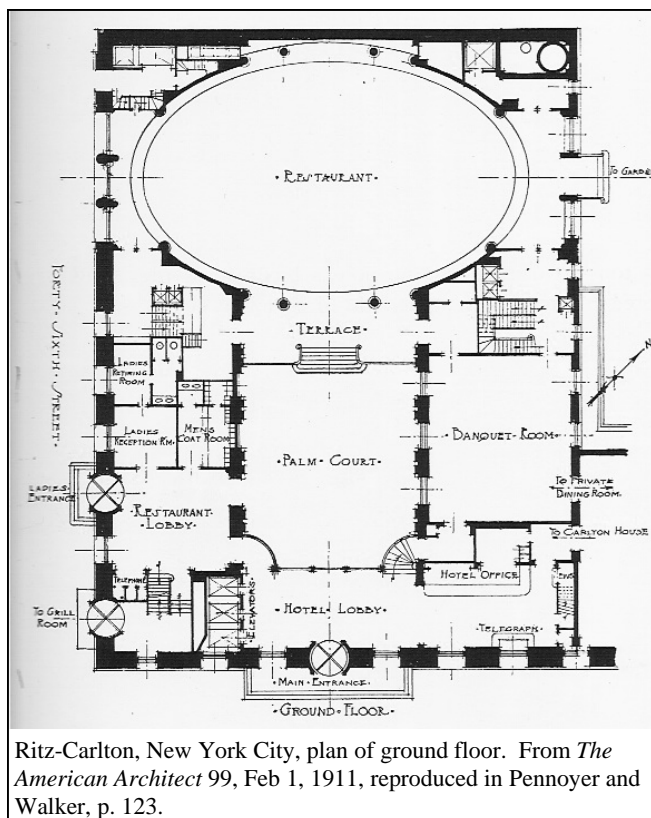 RESTAURANT
TO GARDE
TERRACE
FORTY-SIXTH-STREET
N
LADIES
RETIRING
ROOM
LADIES
RECEPTION RM.
MENS
COAT ROOM
PALM COURT
BANQUET-ROOM
LADIES
ENTRANCE
RESTAURANT
LOBBY
TO PRIVATE
DINING ROOM
TO CARLTON HOUSE
TELEPHONE
HOTEL OFFICE
TO GRILL
ROOM
ELEVATORS
HOTEL LOBBY
TELEGRAPH
MAIN ENTRANCE
GROUND FLOOR
Ritz-Carlton, New York City, plan of ground floor. From The
American Architect 99, Feb 1, 1911, reproduced in Pennoyer and
Walker, p. 123.